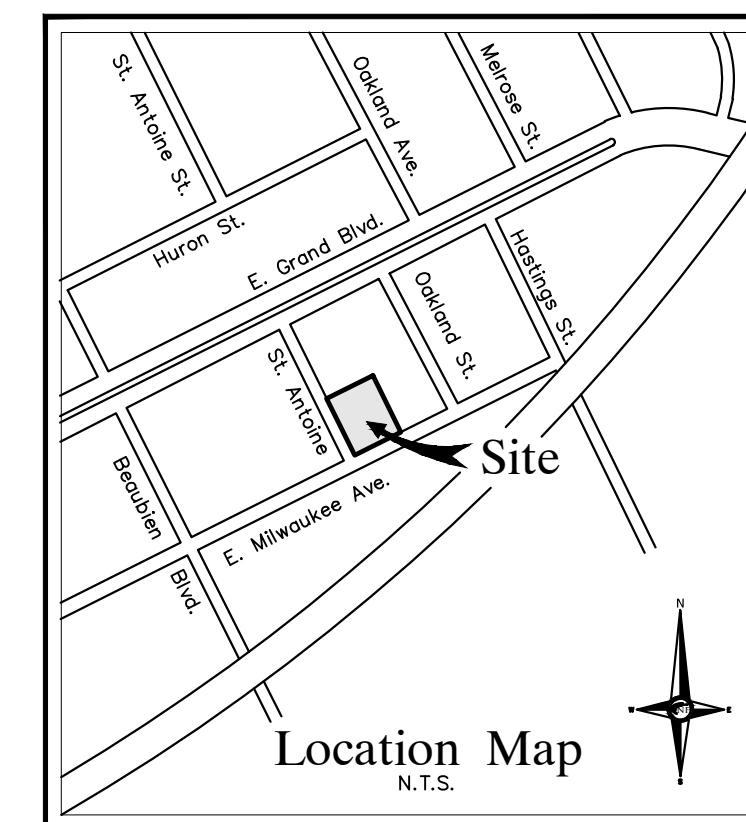 St. Antoine St.
Oakland Ave.
Melrose St.
Huron St.
E. Grand Blvd.
Hastings St.
Oakland St.
St. Antoine
Site
Beaubien
Blvd.
E. Milwaukee Ave.
N
W
E
S
Location Map
N.T.S.